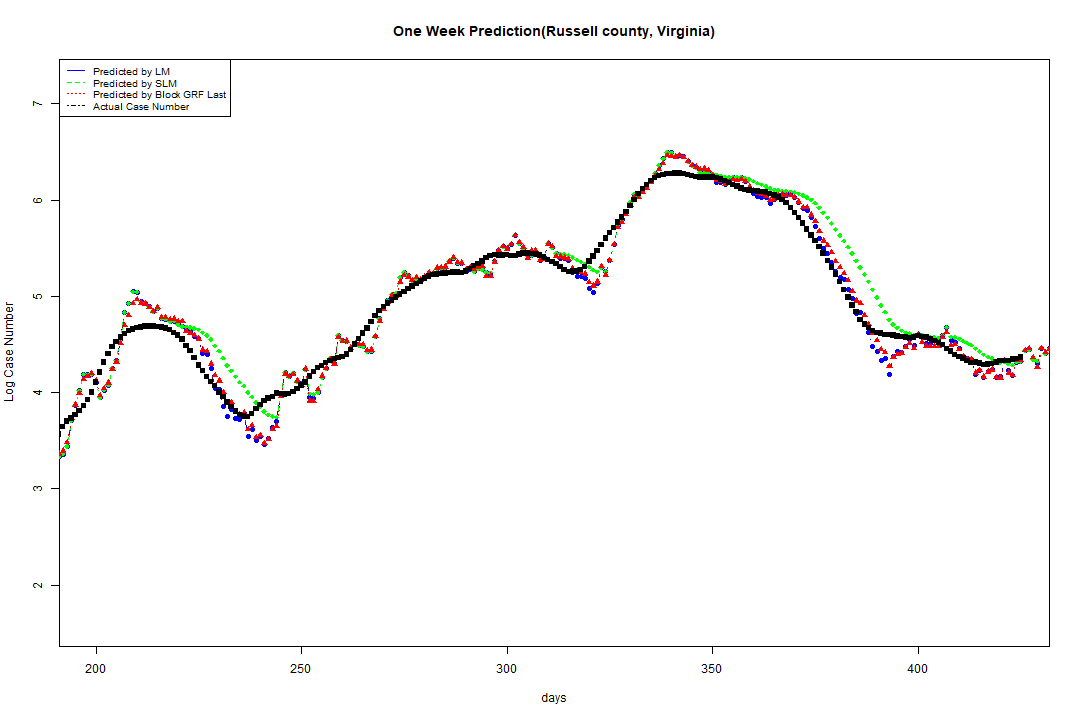 One Week Prediction(Russell county, Virginia)
Predicted by LM
Predicted by SLM
Predicted by Block GRF Last
Actual Case Number
7
6
5
4
3
2
Log Case Number
200 250 300 350 400
days